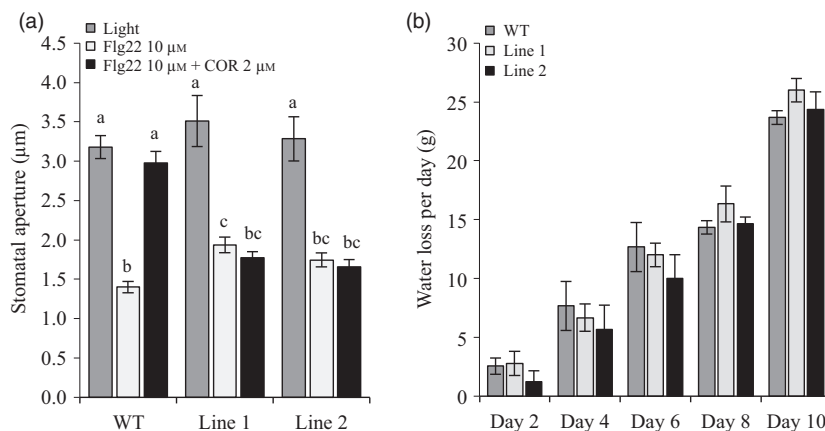 (a)
Light
Flg22 10 μM
Flg22 10 μM + COR 2 μM
Stomatal aperture (μm)
4.5
4.0
3.5
3.0
2.5
2.0
1.5
1.0
0.5
0.0
a
b
a
a
c
bc
a
bc
bc
WT
Line 1
Line 2
(b)
WT
Line 1
Line 2
Water loss per day (g)
30
25
20
15
10
5
0
Day 2
Day 4
Day 6
Day 8
Day 10